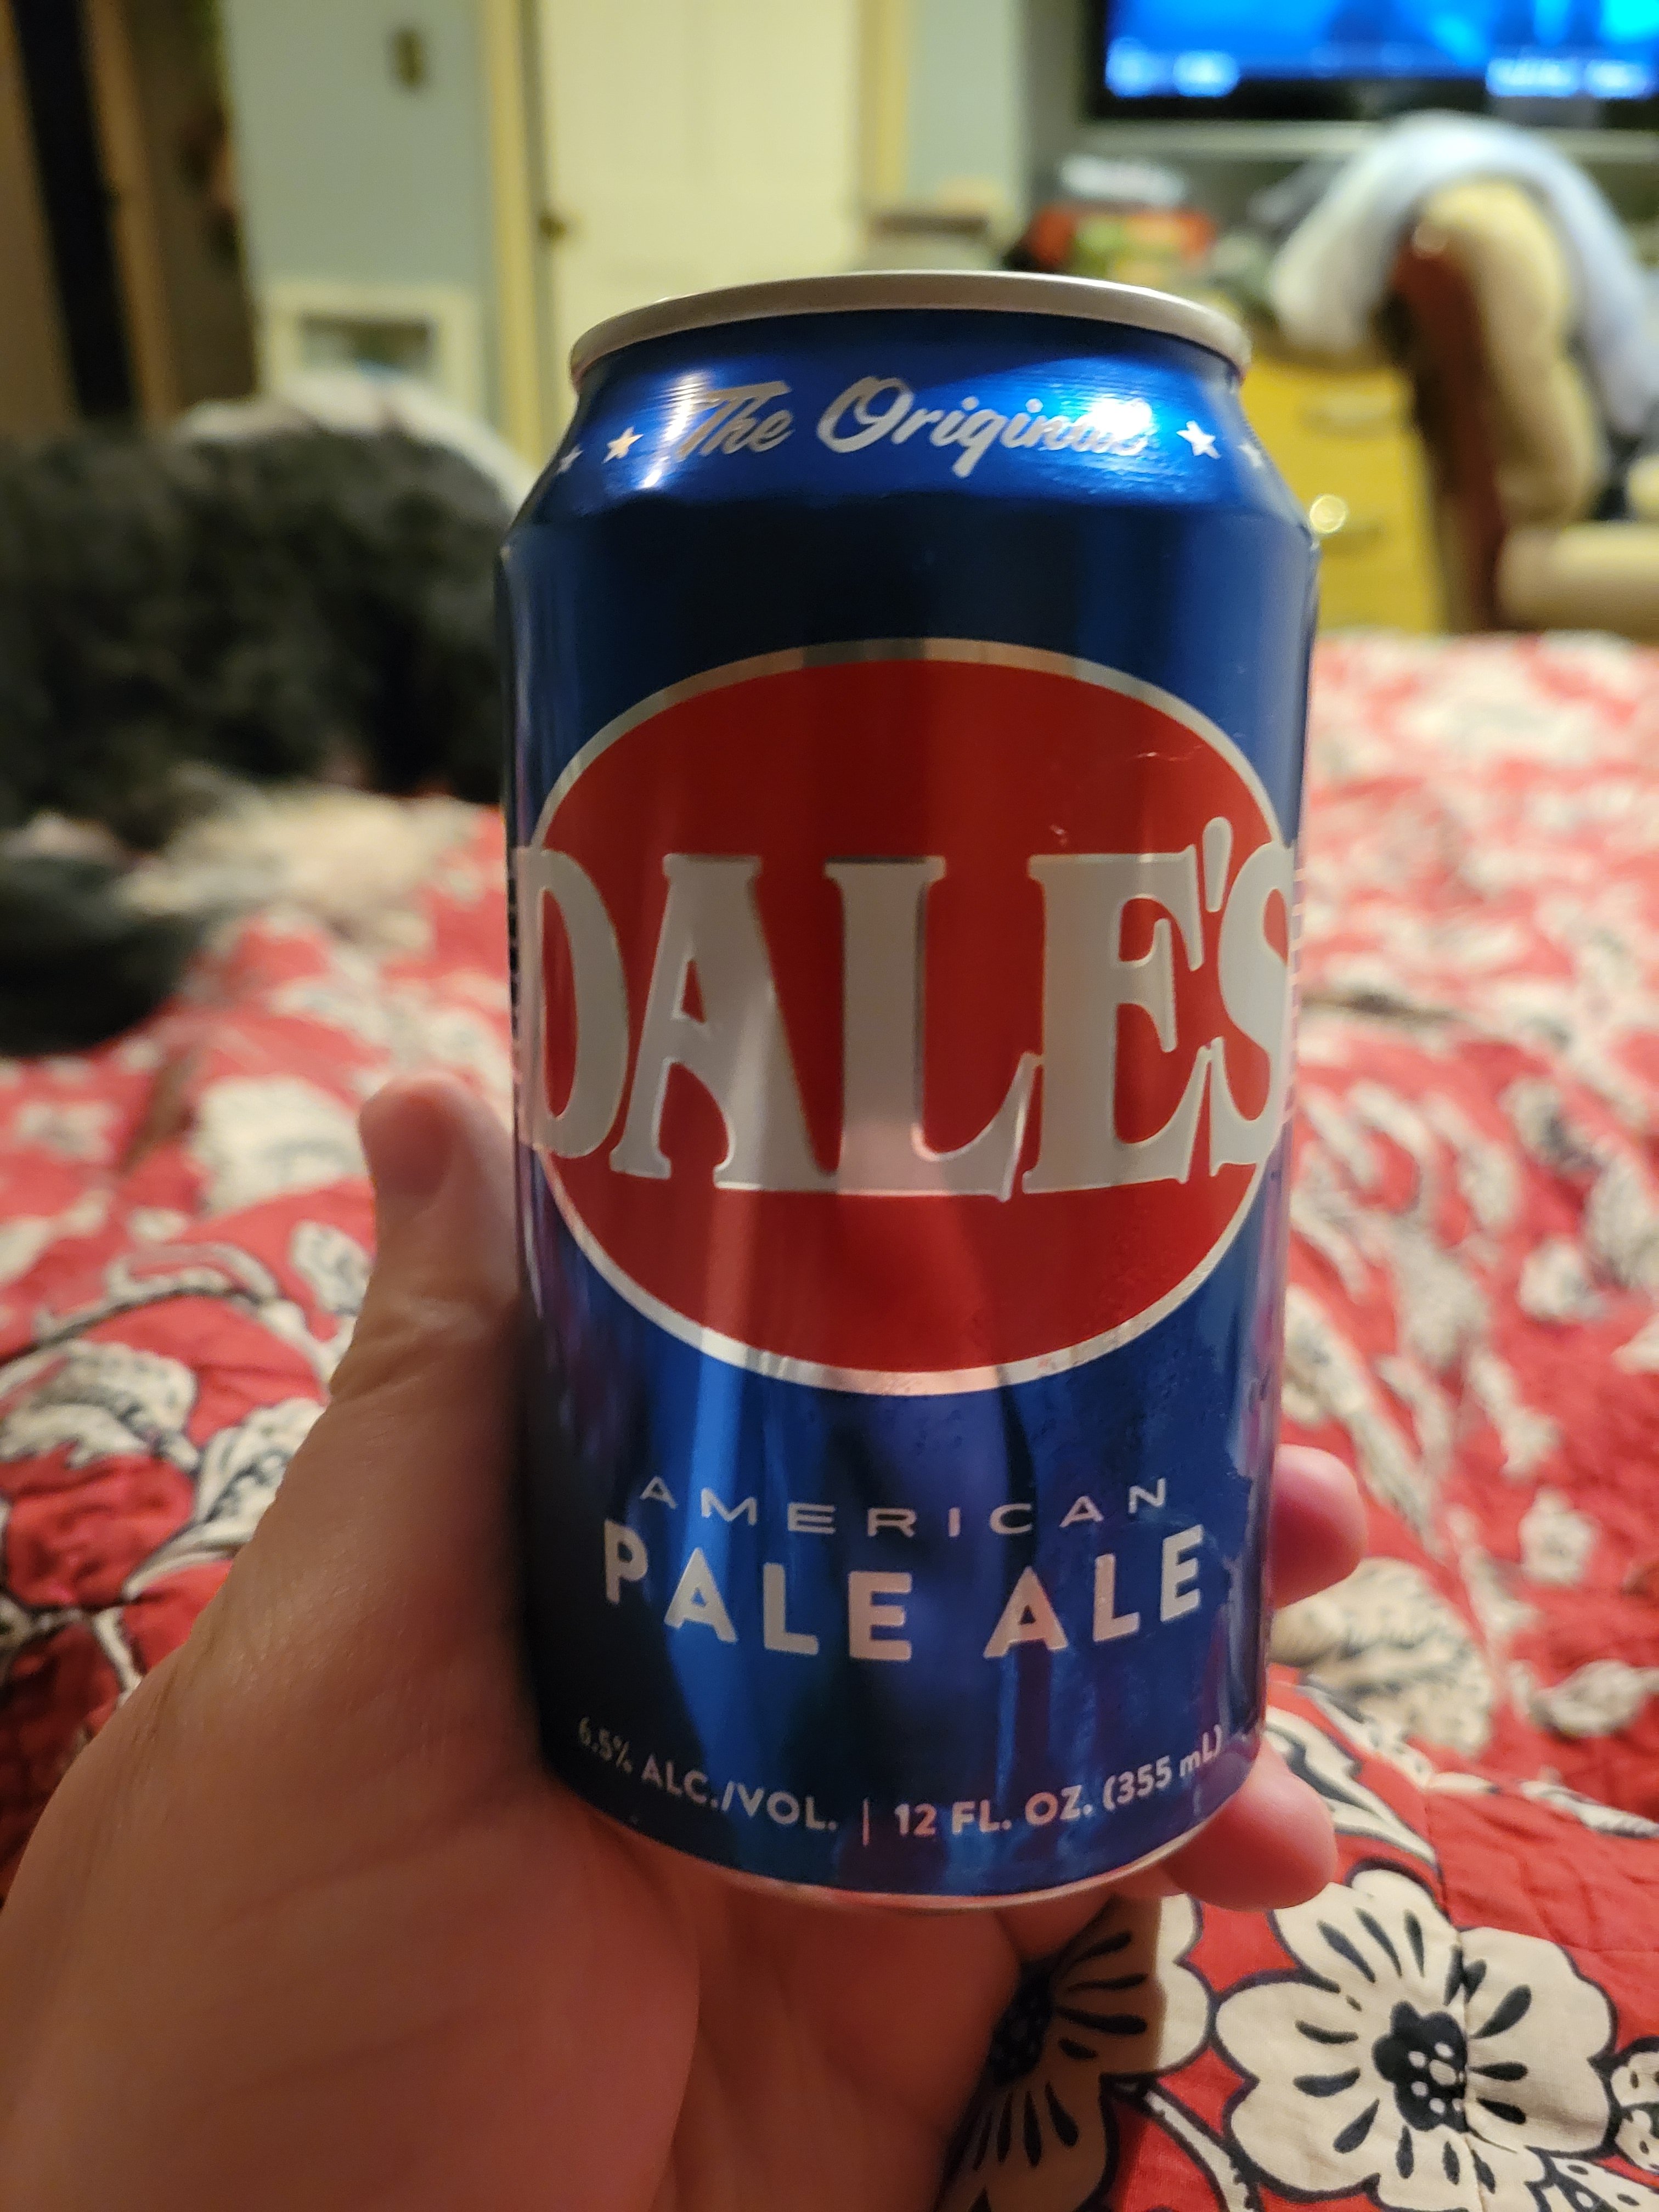 The Original
DALE'S
AMERICAN
PALE ALE
6.5% ALC./VOL. | 12 FL. OZ. (355 mL)